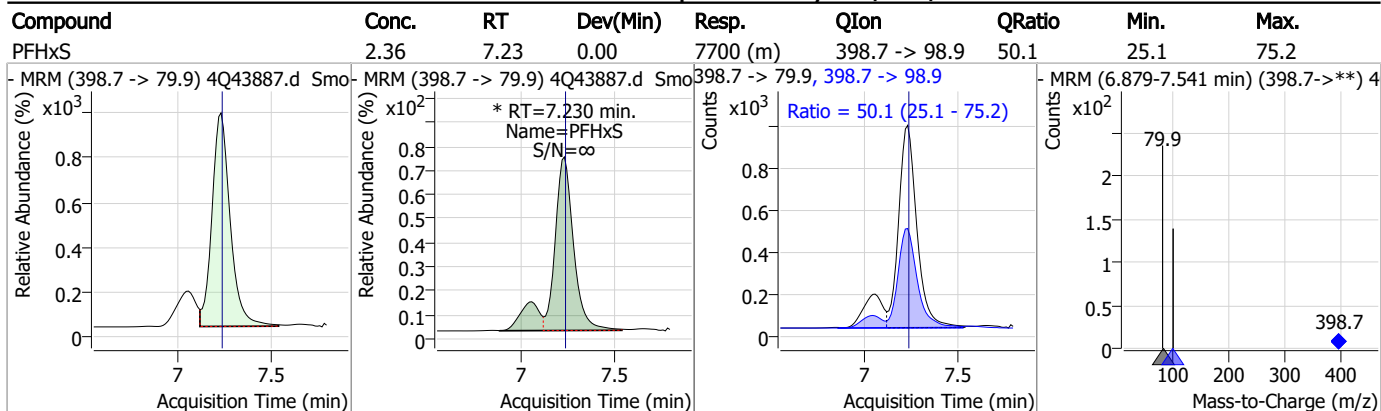 Compound Conc. RT Dev(Min) Resp. QIon QRatio Min. Max.
PFHxS 2.36 7.23 0.00 7700 (m) 398.7 -> 98.9 50.1 25.1 75.2
- MRM (398.7 -> 79.9) 4Q43887.d Smo
Relative Abundance (%)
x10³
0.8
0.6
0.4
0.2
0
7 7.5
Acquisition Time (min)
- MRM (398.7 -> 79.9) 4Q43887.d Smo
Relative Abundance (%)
x10²
* RT=7.230 min.
Name=PFHxS
S/N=∞
0.8
0.7
0.6
0.5
0.4
0.3
0.2
0.1
0
7 7.5
Acquisition Time (min)
398.7 -> 79.9, 398.7 -> 98.9
Counts
x10³
Ratio = 50.1 (25.1 - 75.2)
0.8
0.6
0.4
0.2
0
7 7.5
Acquisition Time (min)
- MRM (6.879-7.541 min) (398.7->**) 4
Counts
x10²
79.9
2
1.5
1
0.5
0
398.7
100 200 300 400
Mass-to-Charge (m/z)